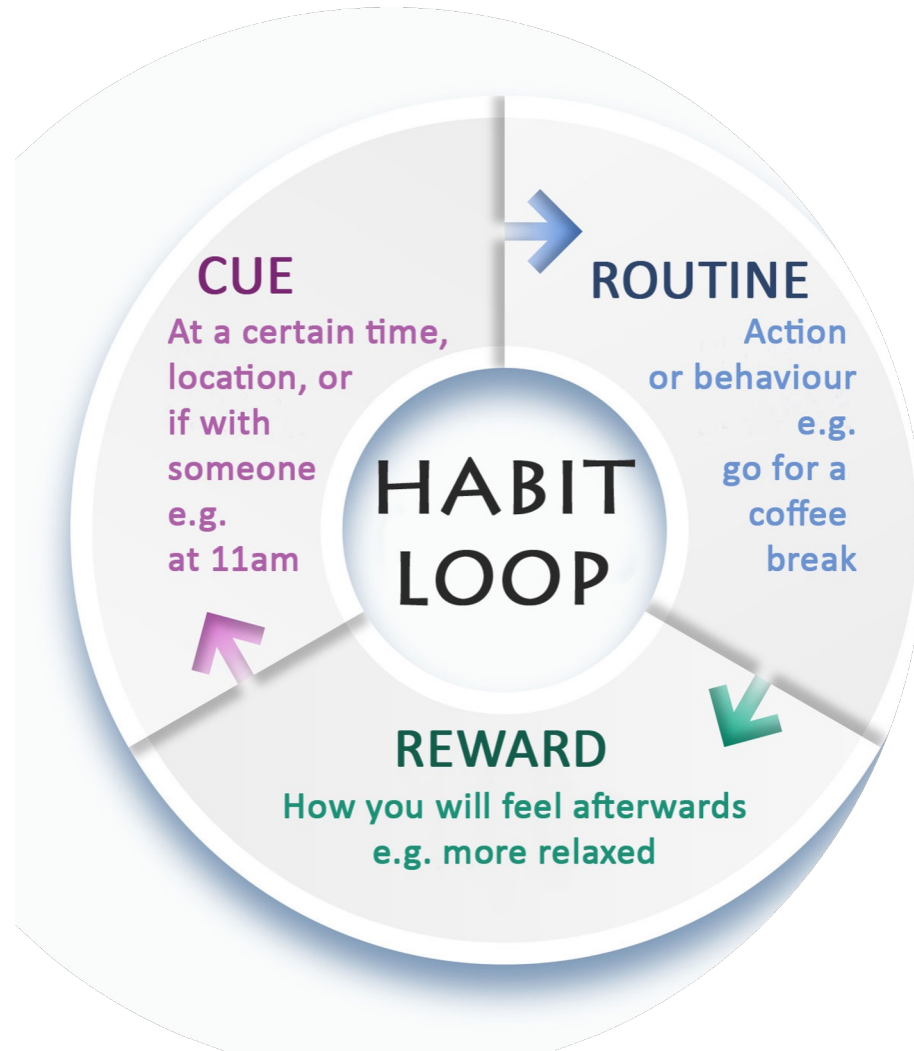 CUE
At a certain time,
location, or
if with
someone
e.g.
at 11am
ROUTINE
Action
or behaviour
e.g.
go for a
coffee
break
HABIT
LOOP
REWARD
How you will feel afterwards
e.g. more relaxed